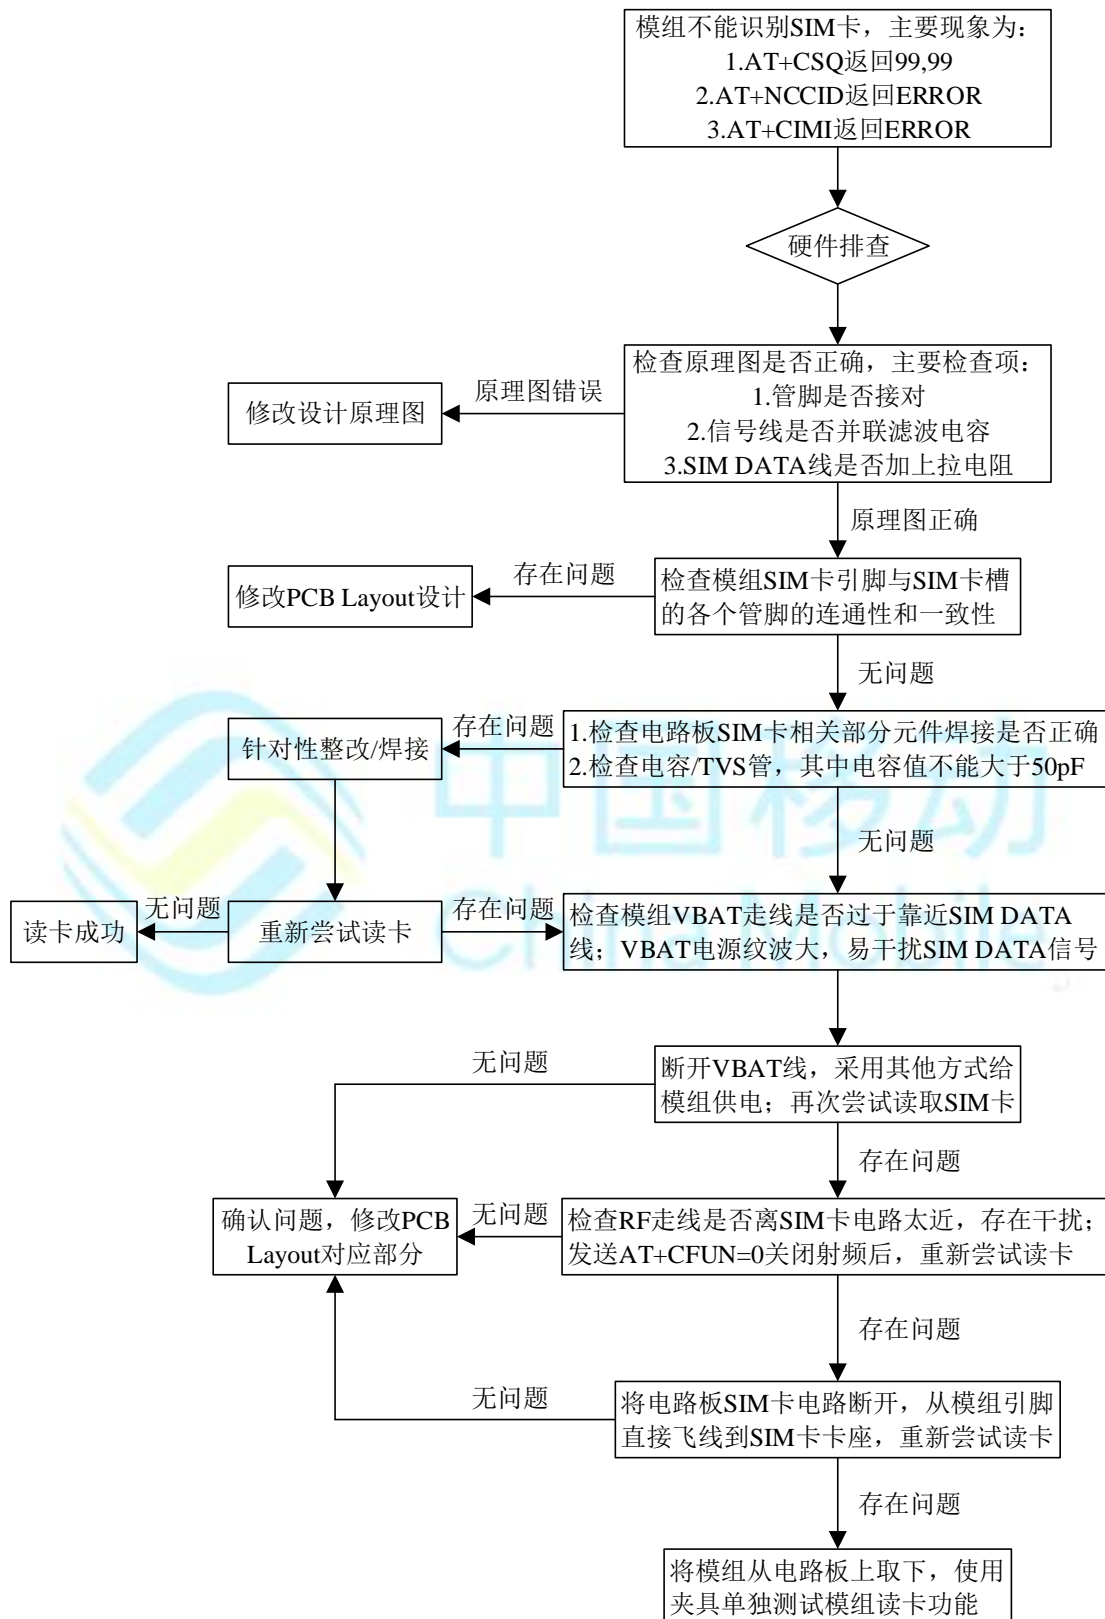 模组不能识别SIM卡，主要现象为：
1.AT+CSQ返回99,99
2.AT+NCCID返回ERROR
3.AT+CIMI返回ERROR
硬件排查
检查原理图是否正确，主要检查项：
1.管脚是否接对
2.信号线是否并联滤波电容
3.SIM DATA线是否加上拉电阻
原理图错误
修改设计原理图
原理图正确
检查模组SIM卡引脚与SIM卡槽
的各个管脚的连通性和一致性
存在问题
修改PCB Layout设计
无问题
1.检查电路板SIM卡相关部分元件焊接是否正确
2.检查电容/TVS管，其中电容值不能大于50pF
存在问题
针对性整改/焊接
无问题
读卡成功
无问题
重新尝试读卡
存在问题
检查模组VBAT走线是否过于靠近SIM DATA
线；VBAT电源纹波大，易干扰SIM DATA信号
断开VBAT线，采用其他方式给
模组供电；再次尝试读取SIM卡
无问题
存在问题
确认问题，修改PCB
Layout对应部分
无问题
检查RF走线是否离SIM卡电路太近，存在干扰；
发送AT+CFUN=0关闭射频后，重新尝试读卡
存在问题
将电路板SIM卡电路断开，从模组引脚
直接飞线到SIM卡卡座，重新尝试读卡
无问题
存在问题
将模组从电路板上取下，使用
夹具单独测试模组读卡功能
中国移动
China Mobile